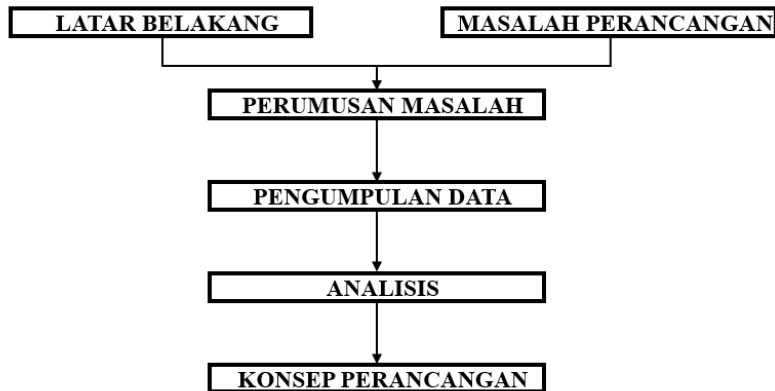 LATAR BELAKANG
MASALAH PERANCANGAN
PERUMUSAN MASALAH
PENGUMPULAN DATA
ANALISIS
KONSEP PERANCANGAN